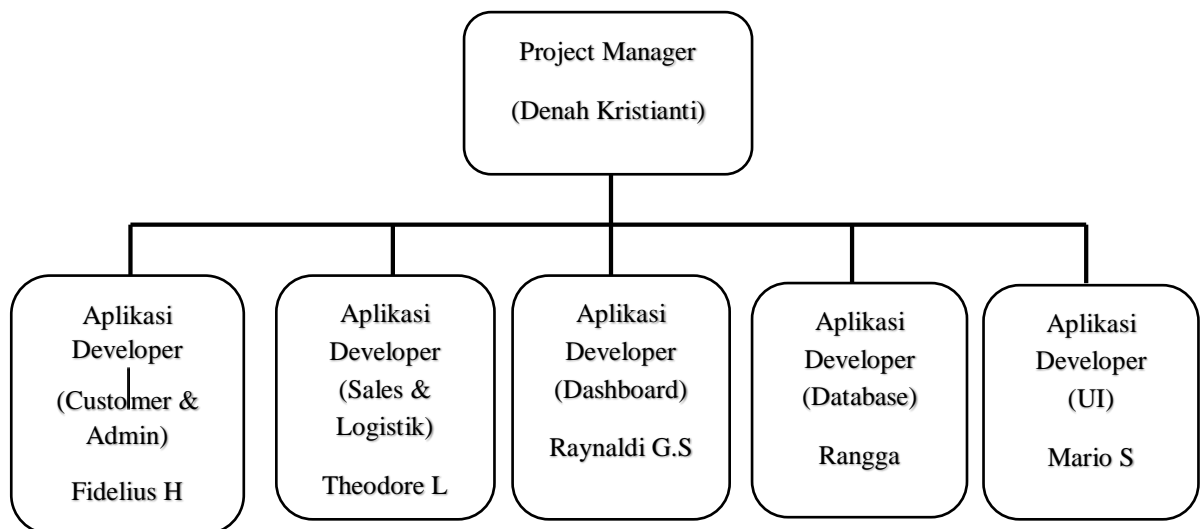 Project Manager
(Denah Kristianti)
Aplikasi
Developer
(Customer &
Admin)
Fidelius H
Aplikasi
Developer
(Sales &
Logistik)
Theodore L
Aplikasi
Developer
(Dashboard)
Raynaldi G.S
Aplikasi
Developer
(Database)
Rangga
Aplikasi
Developer
(UI)
Mario S